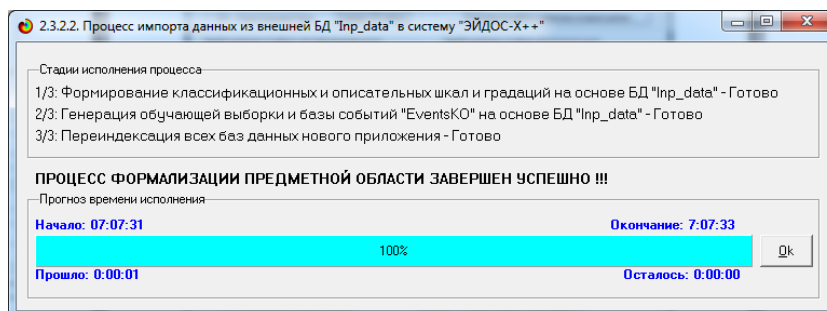 2.3.2.2. Процесс импорта данных из внешней БД "Inp_data" в систему "ЭЙДОС-X++"
Стадии исполнения процесса
1/3: Формирование классификационных и описательных шкал и градаций на основе БД "Inp_data" - Готово
2/3: Генерация обучающей выборки и базы событий "EventsKO" на основе БД "Inp_data" - Готово
3/3: Переиндексация всех баз данных нового приложения - Готово
ПРОЦЕСС ФОРМАЛИЗАЦИИ ПРЕДМЕТНОЙ ОБЛАСТИ ЗАВЕРШЕН УСПЕШНО !!!
Прогноз времени исполнения
Начало: 07:07:31 Окончание: 7:07:33
100% Ok
Прошло: 0:00:01 Осталось: 0:00:00